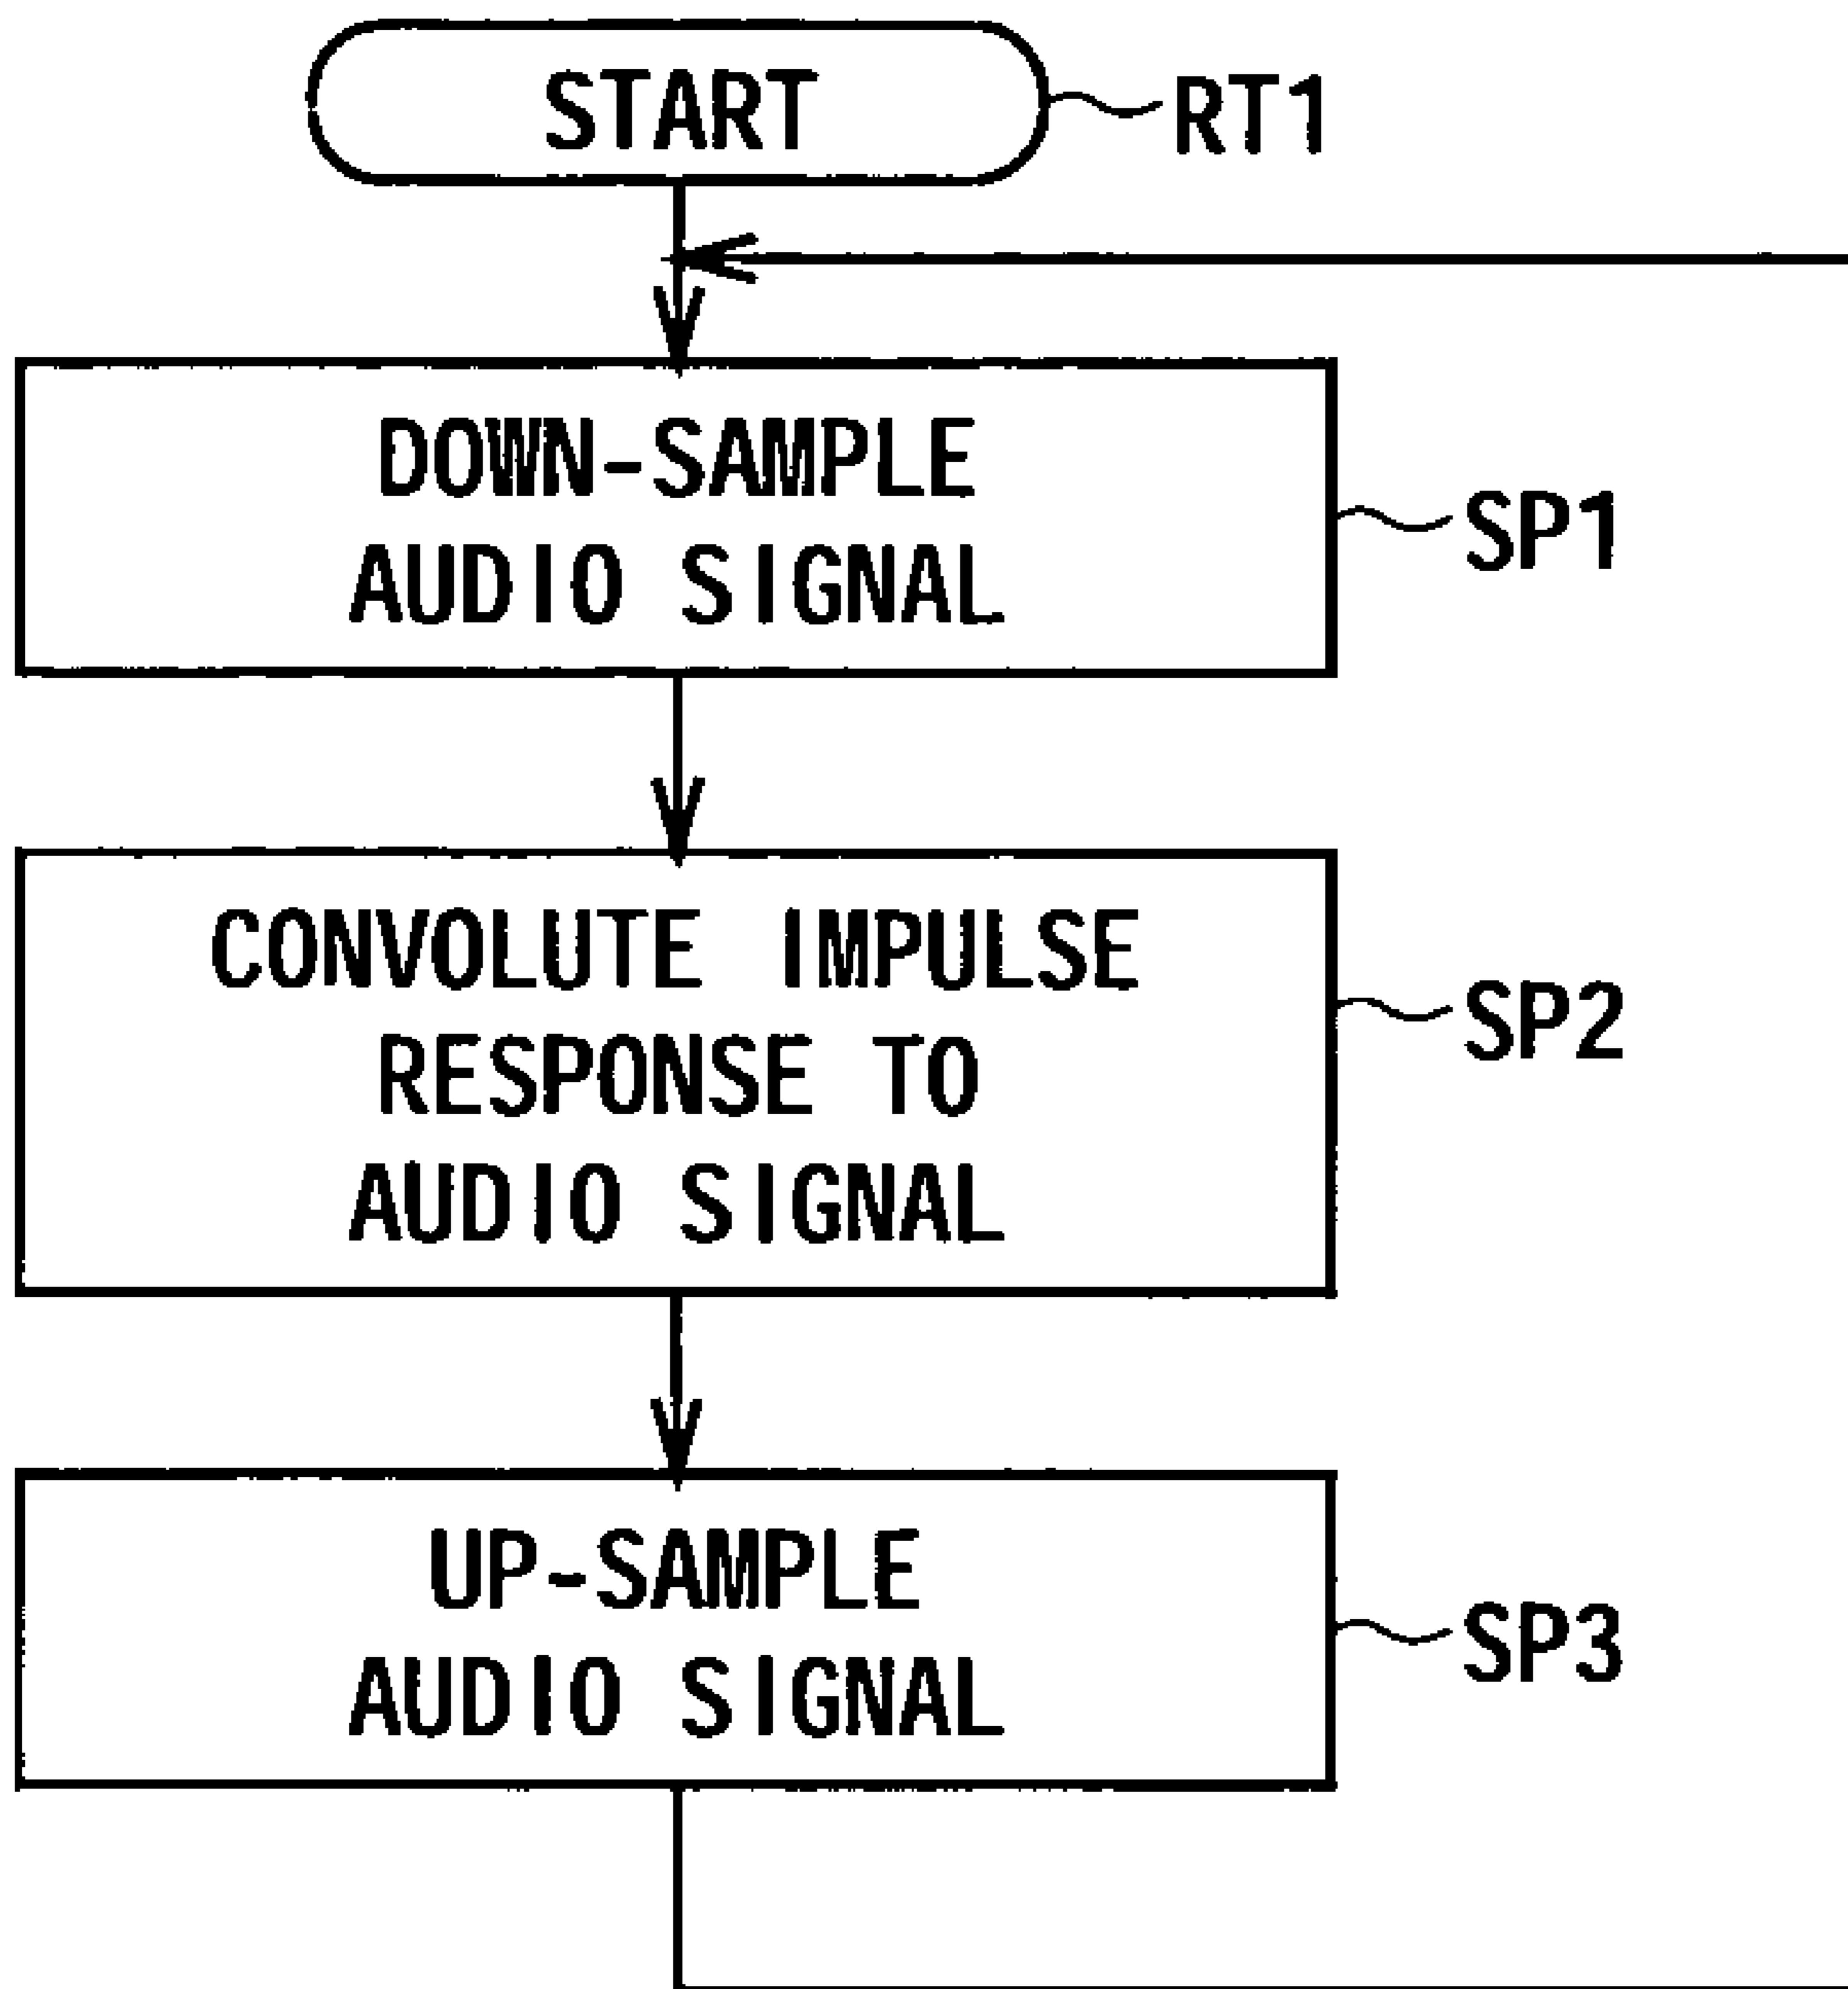 START
RT1
DOWN-SAMPLE
AUDIO SIGNAL
SP1
CONVOLUTE IMPULSE
RESPONSE TO
AUDIO SIGNAL
SP2
UP-SAMPLE
AUDIO SIGNAL
SP3